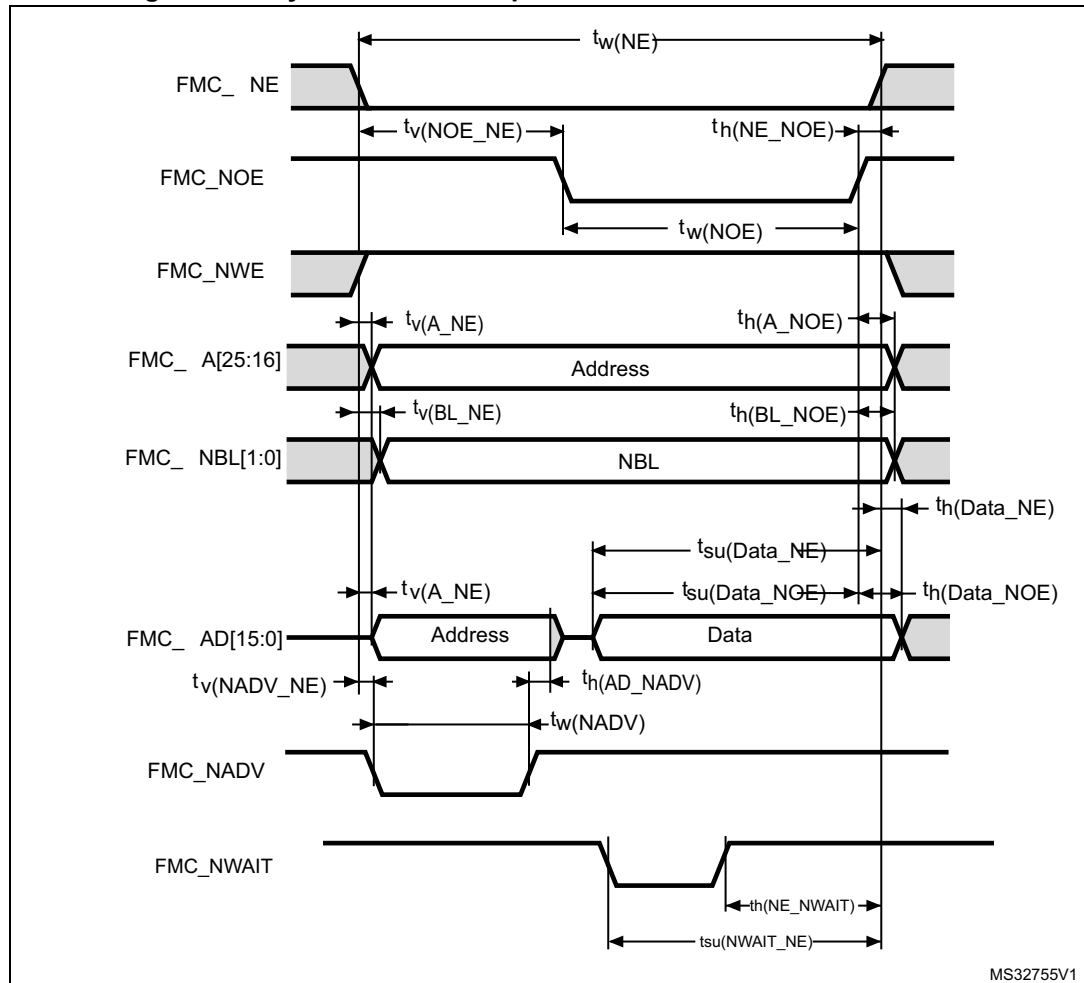 tw(NE)
FMC_ NE
tv(NOE_NE)
th(NE_NOE)
FMC_NOE
tw(NOE)
FMC_NWE
tv(A_NE)
th(A_NOE)
FMC_ A[25:16]
Address
tv(BL_NE)
th(BL_NOE)
FMC_ NBL[1:0]
NBL
th(Data_NE)
tsu(Data_NE)
tv(A_NE)
tsu(Data_NOE)
th(Data_NOE)
FMC_ AD[15:0]
Address
Data
tv(NADV_NE)
th(AD_NADV)
tw(NADV)
FMC_NADV
FMC_NWAIT
th(NE_NWAIT)
tsu(NWAIT_NE)
MS32755V1